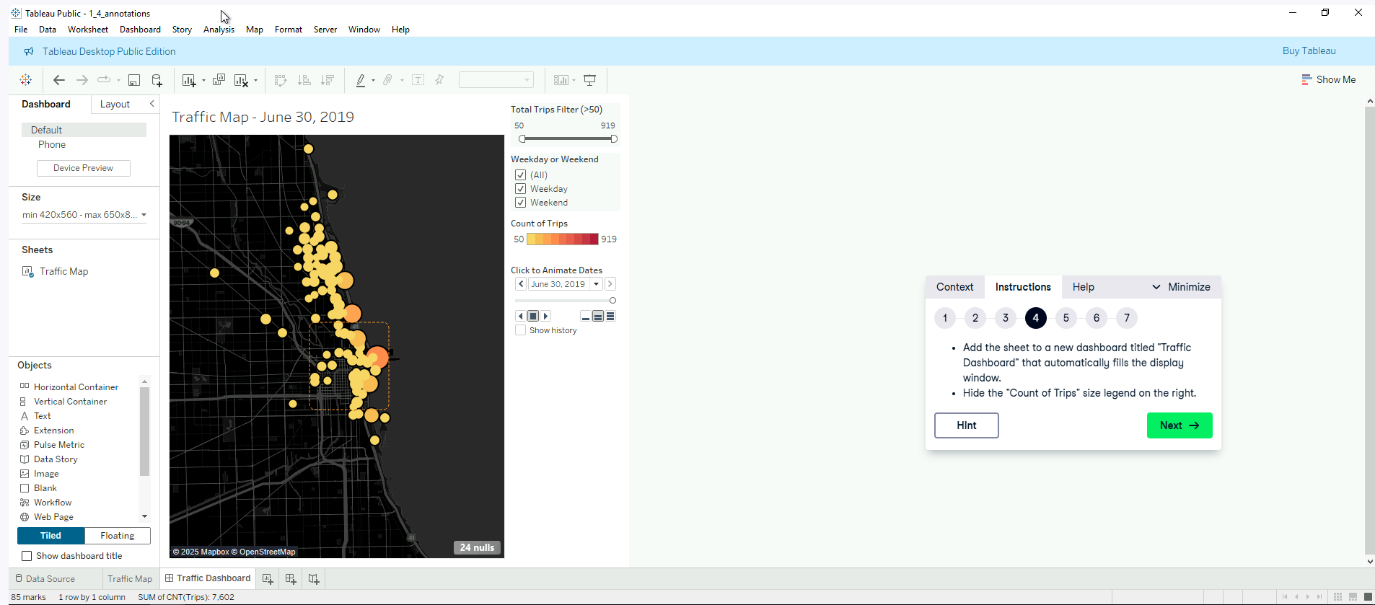 Tableau Public - 1_4_annotations
File Data Worksheet Dashboard Story Analysis Map Format Server Window Help
Tableau Desktop Public Edition
Buy Tableau
Show Me
Dashboard Layout
Default
Phone
Device Preview
Size
min 420x560 - max 650x8...
Sheets
Traffic Map
Objects
Horizontal Container
Vertical Container
Text
Extension
Pulse Metric
Data Story
Image
Blank
Workflow
Web Page
Tiled Floating
Show dashboard title
Traffic Map - June 30, 2019
© 2025 Mapbox © OpenStreetMap
24 nulls
Total Trips Filter (>50)
50 919
Weekday or Weekend
(All)
Weekday
Weekend
Count of Trips
50 919
Click to Animate Dates
June 30, 2019
Show history
Context Instructions Help Minimize
1 2 3 4 5 6 7
• Add the sheet to a new dashboard titled "Traffic
Dashboard" that automatically fills the display
window.
• Hide the "Count of Trips" size legend on the right.
Hint Next →
Data Source Traffic Map Traffic Dashboard
85 marks 1 row by 1 column SUM of CNT(Trips): 7,602